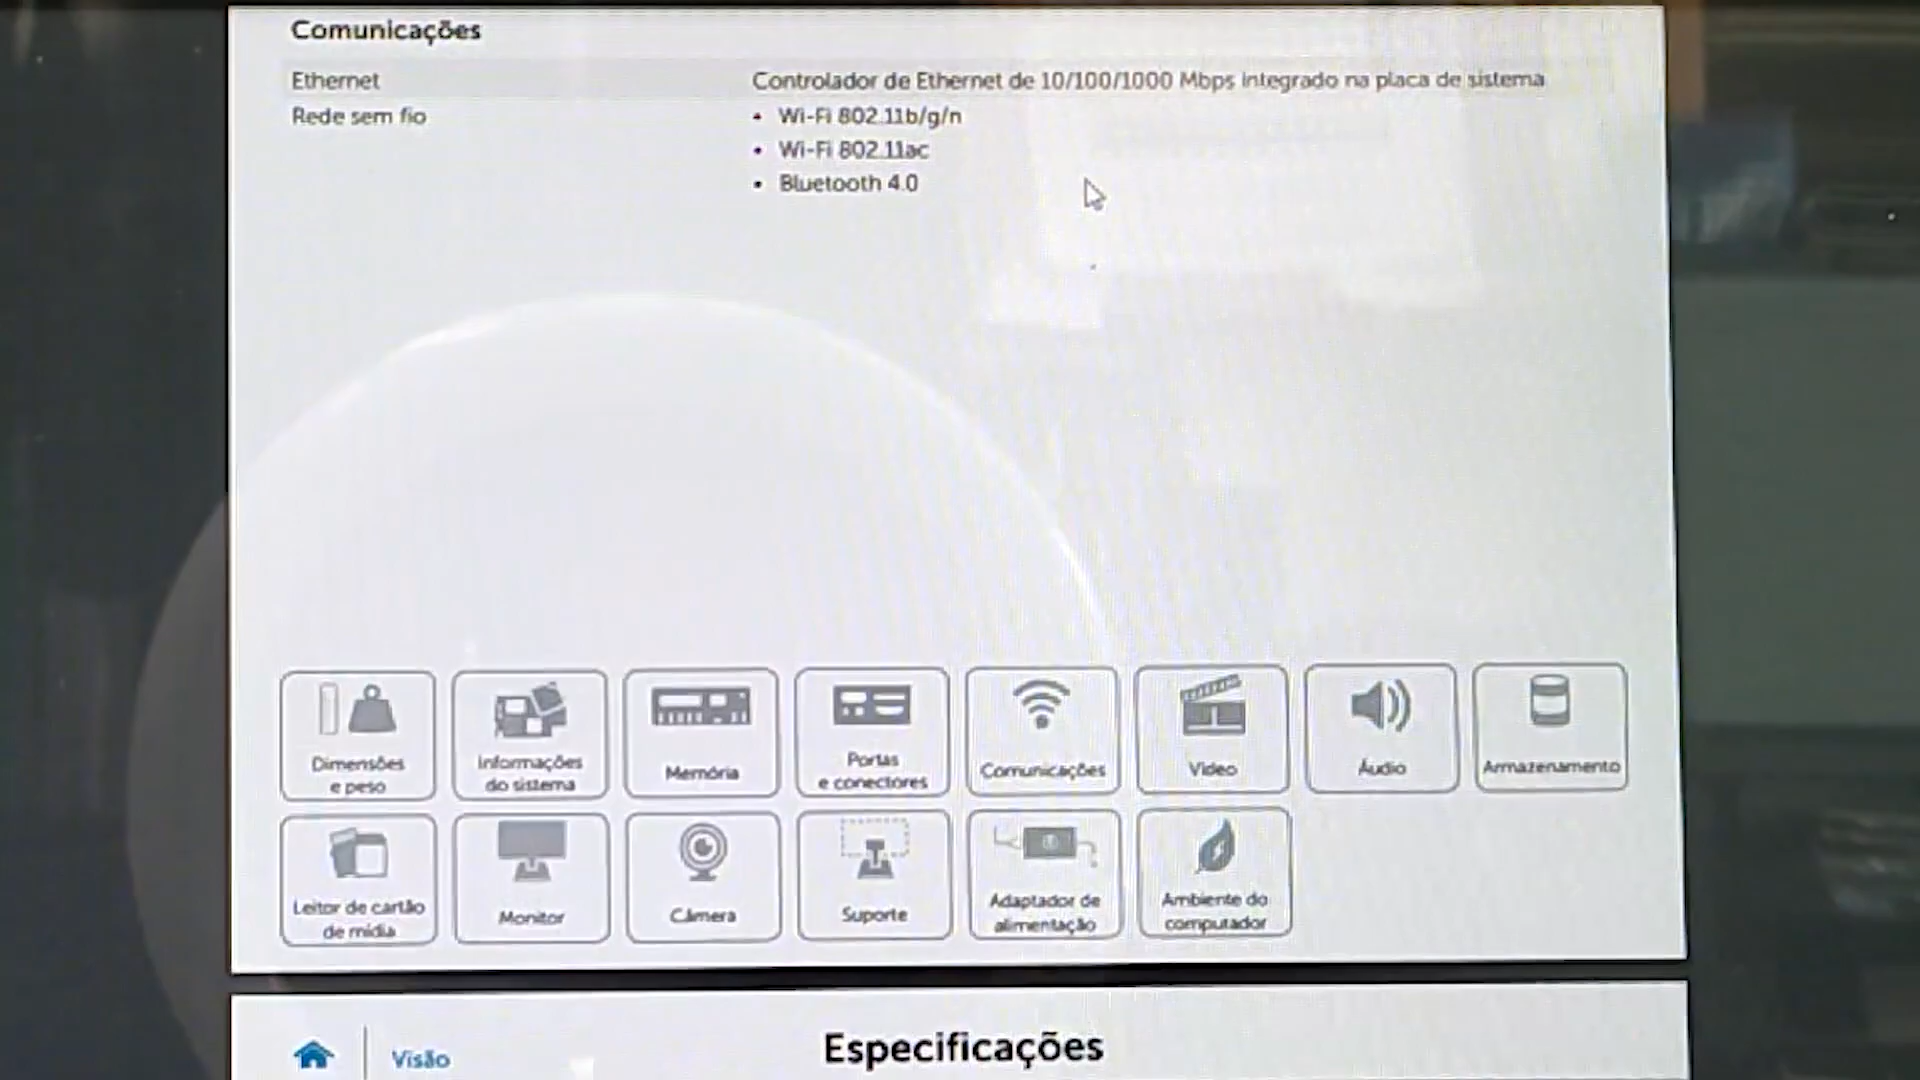 Comunicações
Ethernet Controlador de Ethernet de 10/100/1000 Mbps integrado na placa de sistema
Rede sem fio
• Wi-Fi 802.11b/g/n
• Wi-Fi 802.11ac
• Bluetooth 4.0
Dimensões
e peso
Informações
do sistema
Memória
Portas
e conectores
Comunicações
Vídeo
Áudio
Armazenamento
Leitor de cartão
de mídia
Monitor
Câmera
Suporte
Adaptador de
alimentação
Ambiente do
computador
Visão
Especificações